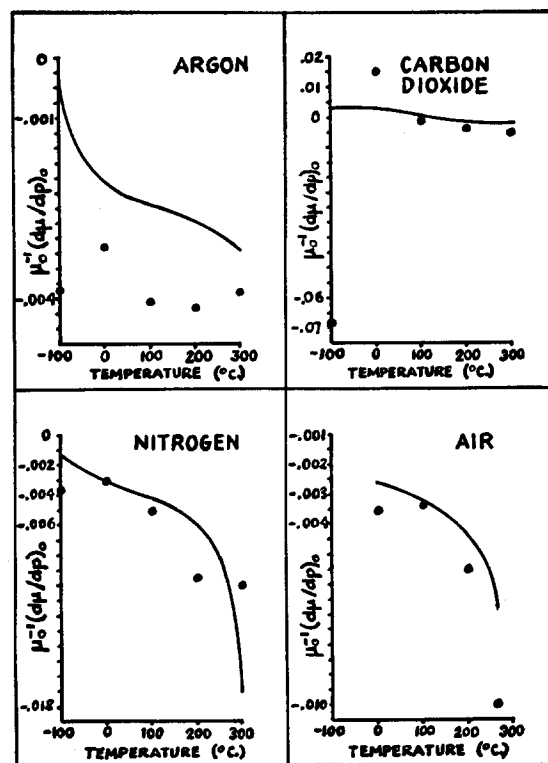 ARGON
0
-.001
-.004
μ₀⁻¹(dμ/dp)₀
-100 0 100 200 300
TEMPERATURE (°C.)
CARBON
DIOXIDE
.02
.01
0
-.06
-.07
μ₀⁻¹(dμ/dp)₀
-100 0 100 200 300
TEMPERATURE (°C.)
NITROGEN
0
-.002
-.004
-.006
-.012
μ₀⁻¹(dμ/dp)₀
-100 0 100 200 300
TEMPERATURE (°C.)
AIR
-.001
-.002
-.003
-.004
-.010
μ₀⁻¹(dμ/dp)₀
-100 0 100 200 300
TEMPERATURE (°C.)